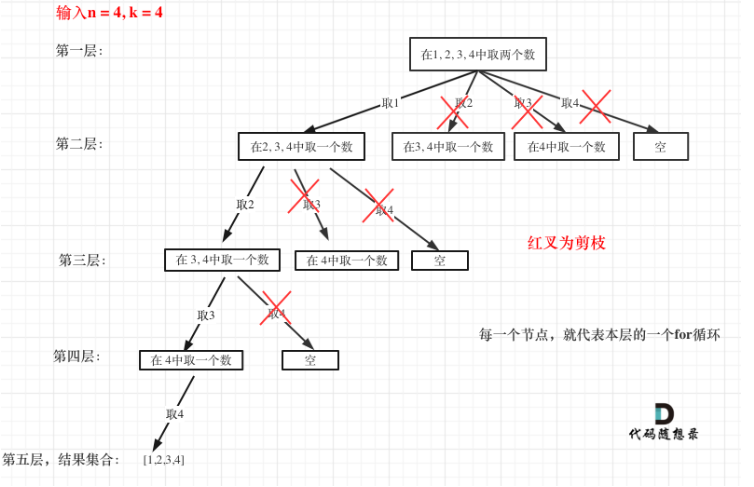 输入n = 4, k = 4
第一层：
在1, 2, 3, 4中取两个数
取1
取2
取3
取4
第二层：
在2, 3, 4中取一个数
在3, 4中取一个数
在4中取一个数
空
取2
取3
取4
红叉为剪枝
第三层：
在 3, 4中取一个数
在 4中取一个数
空
取3
取4
每一个节点，就代表本层的一个for循环
第四层：
在 4中取一个数
空
取4
代码随想录
第五层，结果集合：
[1,2,3,4]